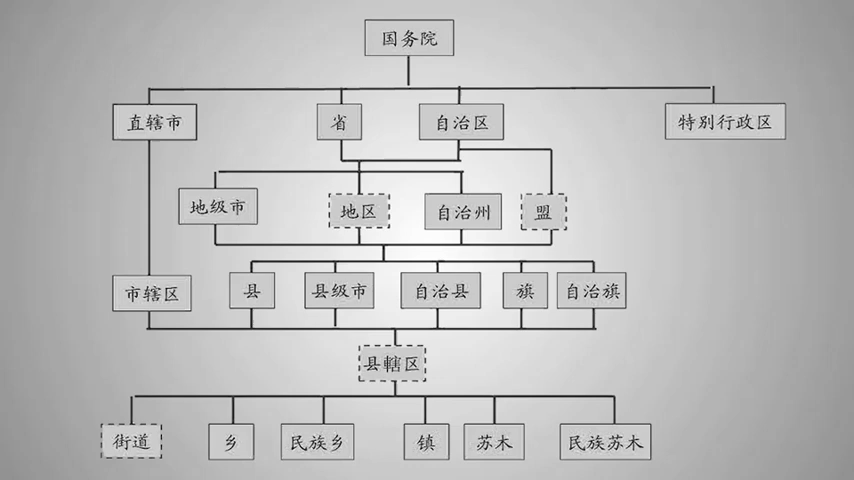 国务院
直辖市
省
自治区
特别行政区
地级市
地区
自治州
盟
市辖区
县
县级市
自治县
旗
自治旗
县轄区
街道
乡
民族乡
镇
苏木
民族苏木